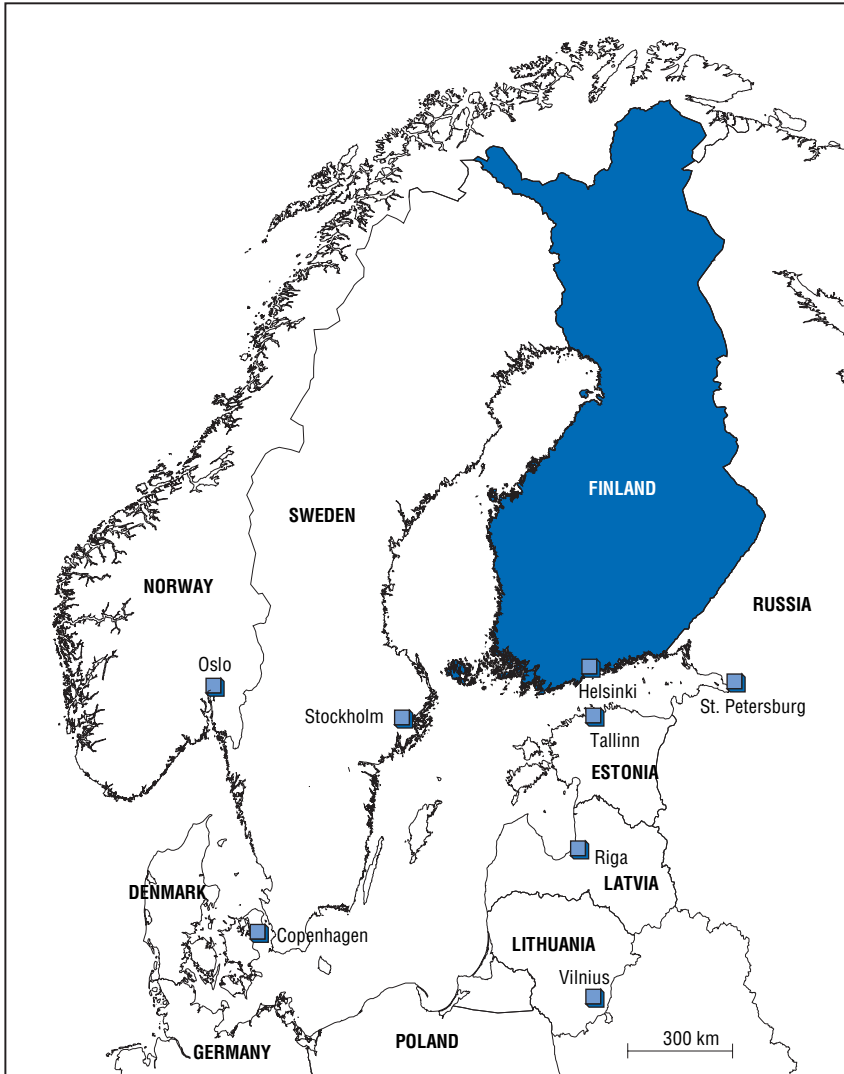 FINLAND
SWEDEN
NORWAY
RUSSIA
Oslo
Helsinki
St. Petersburg
Stockholm
Tallinn
ESTONIA
Riga
LATVIA
DENMARK
Copenhagen
LITHUANIA
Vilnius
POLAND
GERMANY
300 km